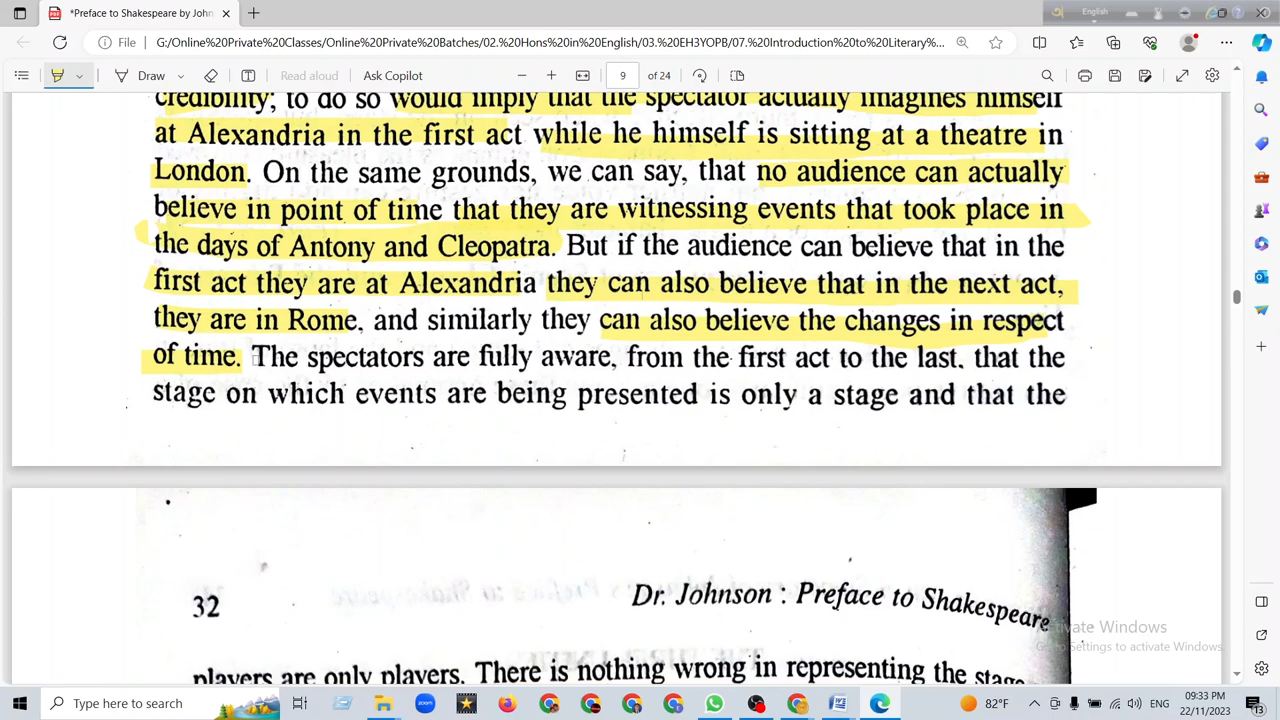 *Preface to Shakespeare by John
English
File
G:/Online%20Private%20Classes/Online%20Private%20Batches/02.%20Hons%20in%20English/03.%20EH3YOPB/07.%20Introduction%20to%20Literary%...
Draw
Read aloud
Ask Copilot
9 of 24
credibility; to do so would imply that the spectator actually imagines himself
at Alexandria in the first act while he himself is sitting at a theatre in
London. On the same grounds, we can say, that no audience can actually
believe in point of time that they are witnessing events that took place in
the days of Antony and Cleopatra. But if the audience can believe that in the
first act they are at Alexandria they can also believe that in the next act,
they are in Rome, and similarly they can also believe the changes in respect
of time. The spectators are fully aware, from the first act to the last, that the
stage on which events are being presented is only a stage and that the
32
Dr. Johnson : Preface to Shakespeare
players are only players. There is nothing wrong in representing the stage
Activate Windows
Go to Settings to activate Windows.
Type here to search
zoom
82°F
ENG
09:33 PM
22/11/2023
13